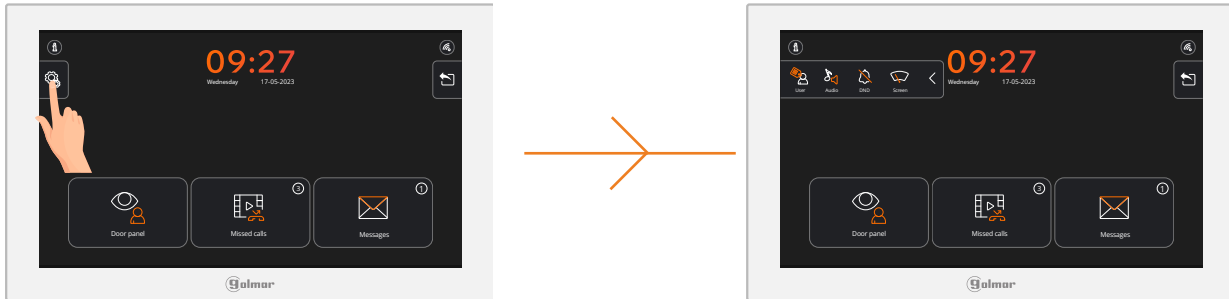 09:27
Wednesday 17-05-2023
3
1
Door panel
Missed calls
Messages
golmar
09:27
Wednesday 17-05-2023
User
Audio
DND
Screen
3
1
Door panel
Missed calls
Messages
golmar